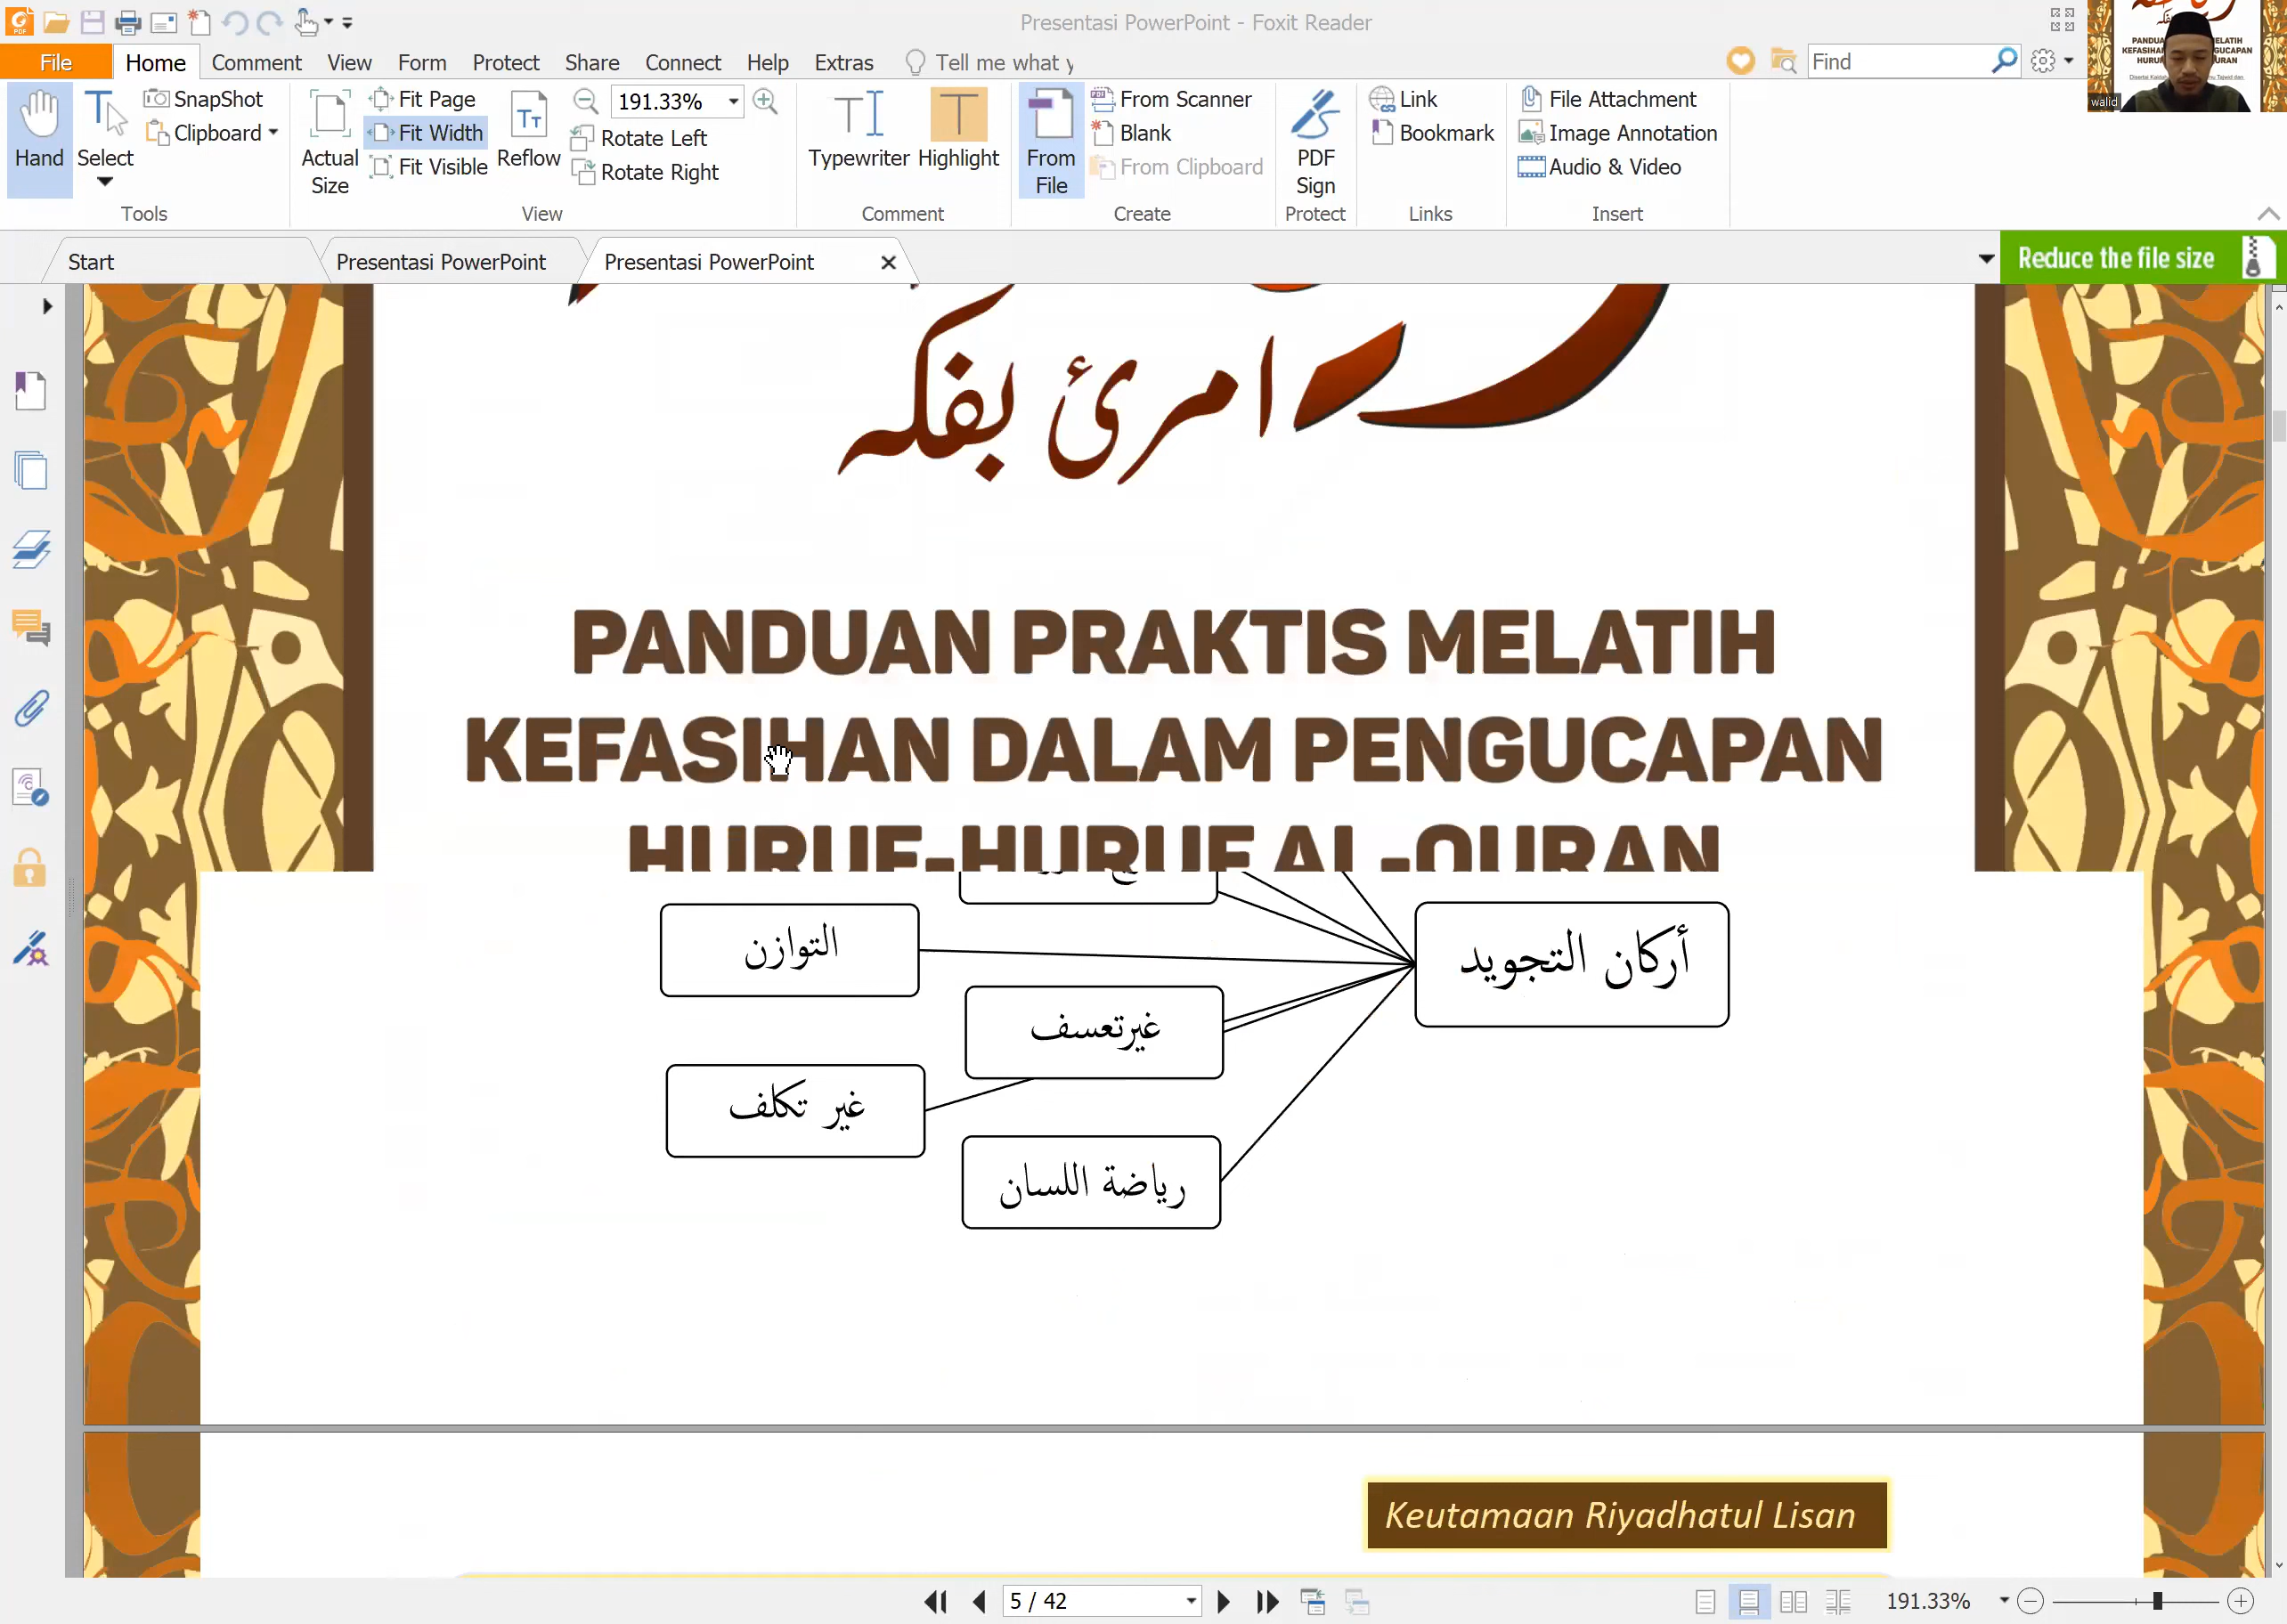 Presentasi PowerPoint - Foxit Reader
File Home Comment View Form Protect Share Connect Help Extras Tell me what y
Find
Hand
Select
SnapShot
Clipboard
Tools
Actual Size
Fit Page
Fit Width
Fit Visible
Reflow
191.33%
Rotate Left
Rotate Right
View
Typewriter
Highlight
Comment
From File
From Scanner
Blank
From Clipboard
Create
PDF Sign
Protect
Link
Bookmark
Links
File Attachment
Image Annotation
Audio & Video
Insert
walid
Start
Presentasi PowerPoint
Presentasi PowerPoint
Reduce the file size
امرئ بفكه
PANDUAN PRAKTIS MELATIH
KEFASIHAN DALAM PENGUCAPAN
HURUF-HURUF AL-QURAN
أركان التجويد
التوازن
غيرتعسف
غير تكلف
رياضة اللسان
Keutamaan Riyadhatul Lisan
5 / 42
191.33%